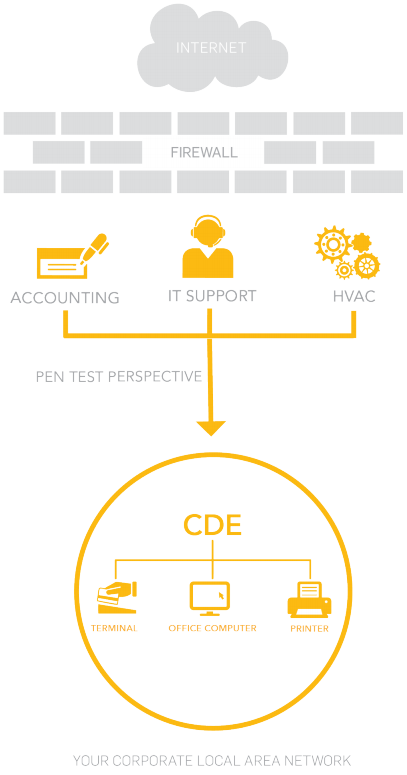 INTERNET
FIREWALL
ACCOUNTING
IT SUPPORT
HVAC
PEN TEST PERSPECTIVE
CDE
TERMINAL
OFFICE COMPUTER
PRINTER
YOUR CORPORATE LOCAL AREA NETWORK